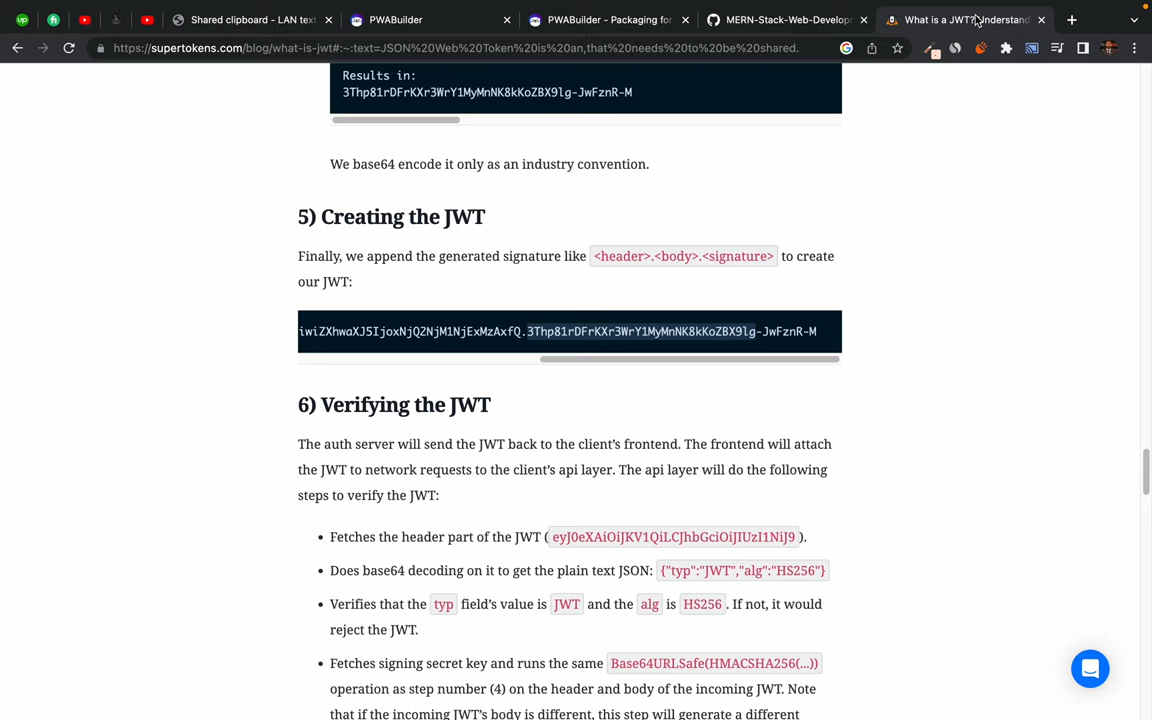 Shared clipboard - LAN text
PWABuilder
PWABuilder - Packaging for
MERN-Stack-Web-Develop
What is a JWT? Understand
https://supertokens.com/blog/what-is-jwt#:~:text=JSON%20Web%20Token%20is%20an,that%20needs%20to%20be%20shared.
Results in:
3Thp81rDFrKXr3WrY1MyMnNK8kKoZBX9lg-JwFznR-M
We base64 encode it only as an industry convention.
5) Creating the JWT
Finally, we append the generated signature like <header>.<body>.<signature> to create
our JWT:
iwiZXhwaXJ5IjoxNjQ2NjM1NjExMzAxfQ.3Thp81rDFrKXr3WrY1MyMnNK8kKoZBX9lg-JwFznR-M
6) Verifying the JWT
The auth server will send the JWT back to the client’s frontend. The frontend will attach
the JWT to network requests to the client’s api layer. The api layer will do the following
steps to verify the JWT:
• Fetches the header part of the JWT (eyJ0eXAiOiJKV1QiLCJhbGciOiJIUzI1NiJ9).
• Does base64 decoding on it to get the plain text JSON: {"typ":"JWT","alg":"HS256"}
• Verifies that the typ field’s value is JWT and the alg is HS256. If not, it would
reject the JWT.
• Fetches signing secret key and runs the same Base64URLSafe(HMACSHA256(...))
operation as step number (4) on the header and body of the incoming JWT. Note
that if the incoming JWT’s body is different, this step will generate a different